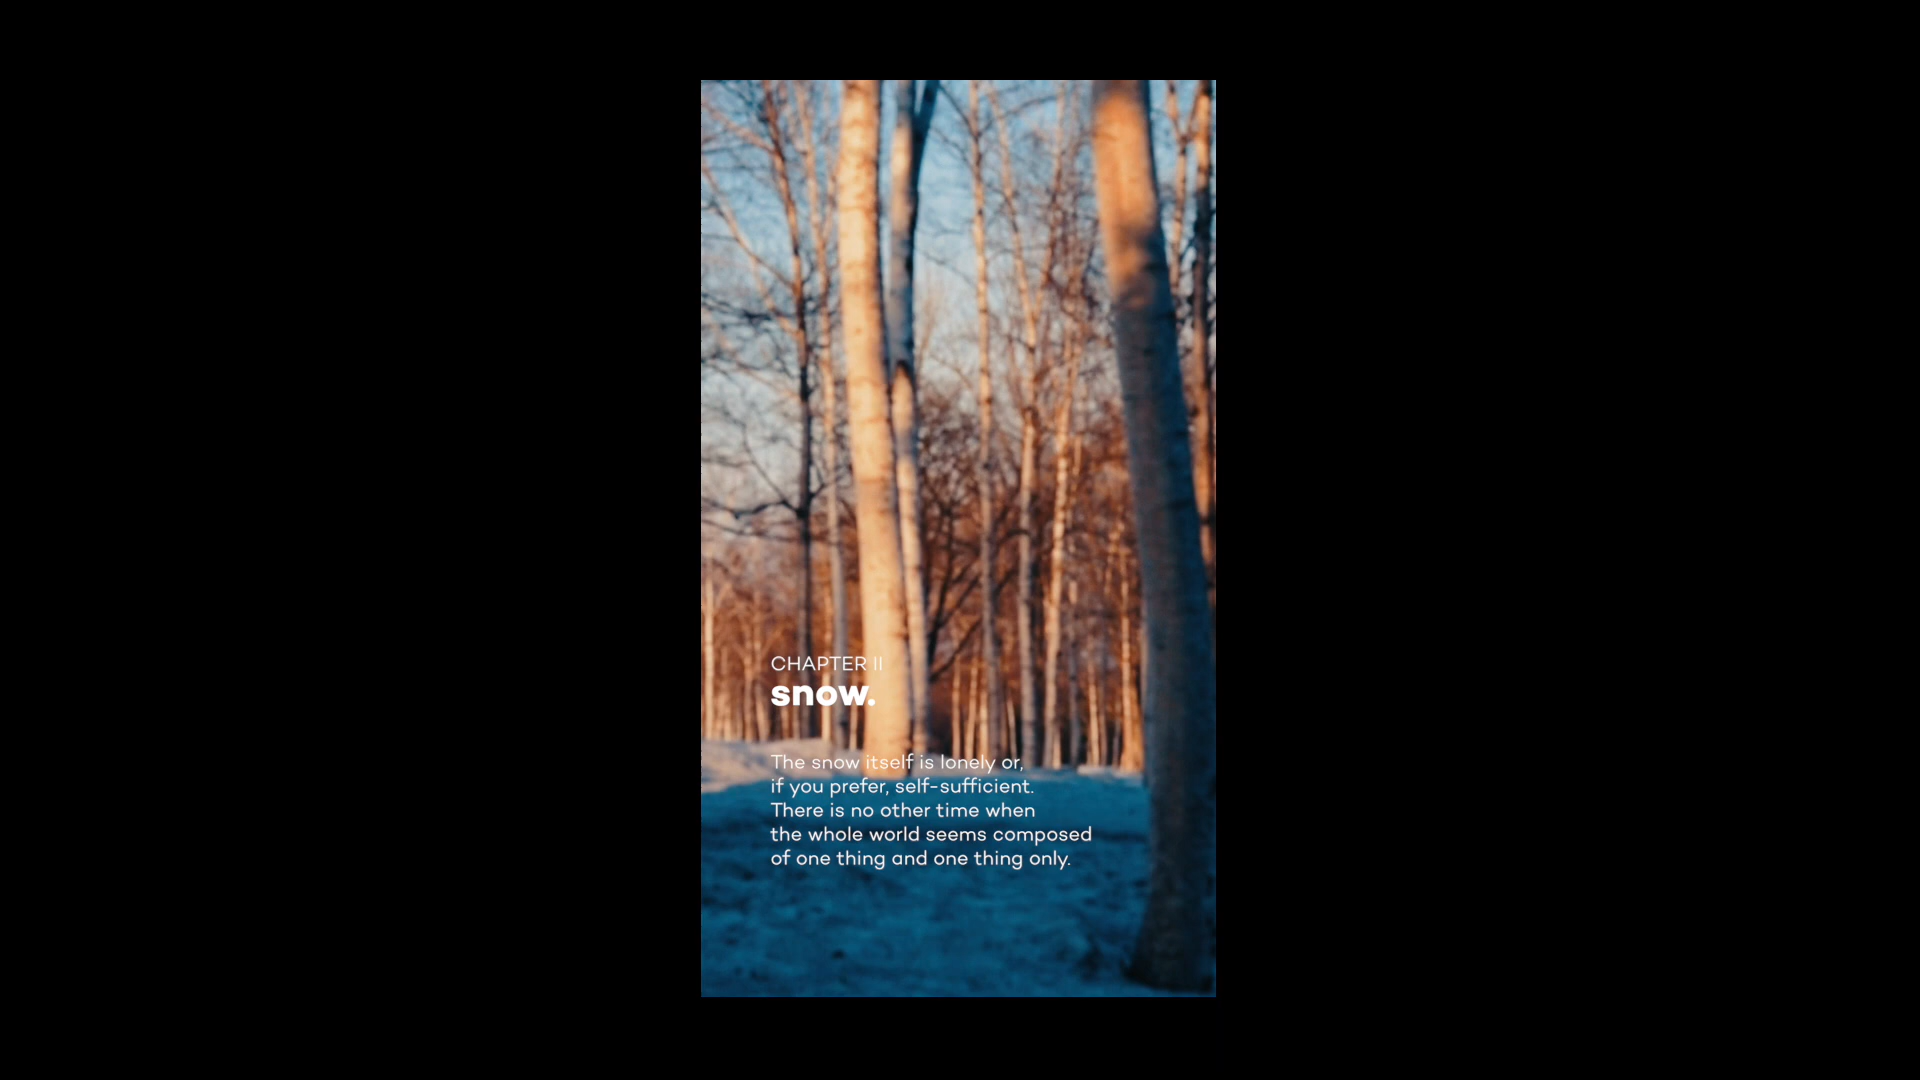 CHAPTER II
snow.
The snow itself is lonely or,
if you prefer, self-sufficient.
There is no other time when
the whole world seems composed
of one thing and one thing only.